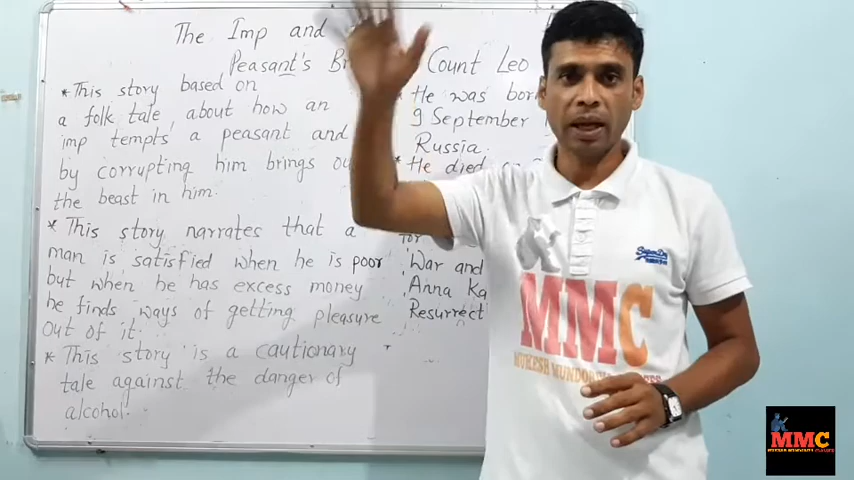 The Imp and
Peasant's
*This story based on
a folk tale about how an
imp tempts a peasant and
by corrupting him brings
the beast in him.
*This story narrates that a
man is satisfied when he is poor
but when he has excess money
he finds ways of getting pleasure
out of it.
*This story is a cautionary
tale against the danger of
alcohol.
Count Leo
*He was
9 September
Russia.
*He died
War and
Anna
Resurrect
SuperDry
MMC
MUKESH
MMC